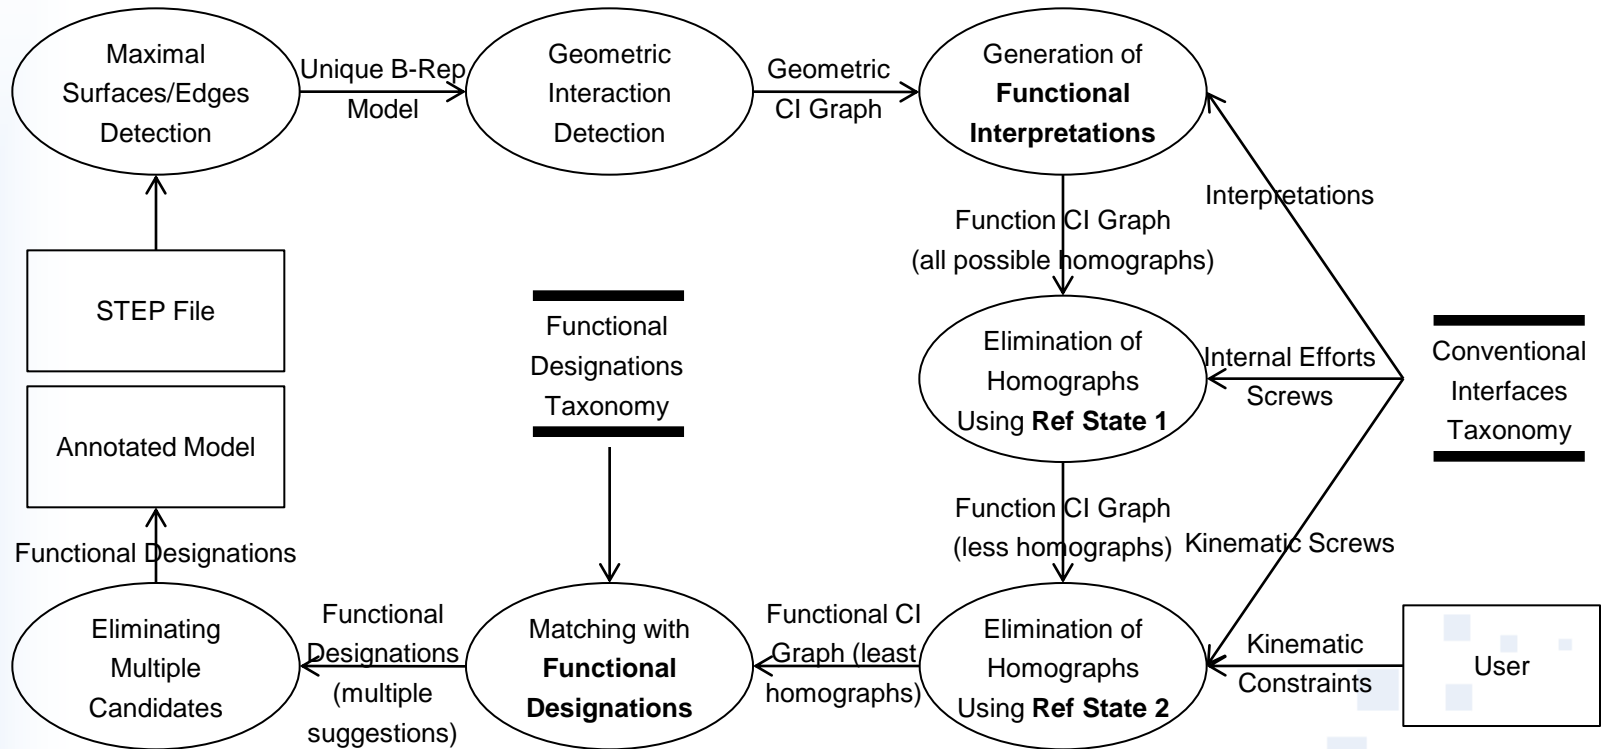 Maximal
Surfaces/Edges
Detection
Unique B-Rep
Model
Geometric
Interaction
Detection
Geometric
CI Graph
Generation of
Functional
Interpretations
Interpretations
Function CI Graph
(all possible homographs)
STEP File
Functional
Designations
Taxonomy
Elimination of
Homographs
Using Ref State 1
Internal Efforts
Screws
Conventional
Interfaces
Taxonomy
Annotated Model
Function CI Graph
(less homographs)
Kinematic Screws
Functional Designations
Eliminating
Multiple
Candidates
Functional
Designations
(multiple
suggestions)
Matching with
Functional
Designations
Functional CI
Graph (least
homographs)
Elimination of
Homographs
Using Ref State 2
Kinematic
Constraints
User